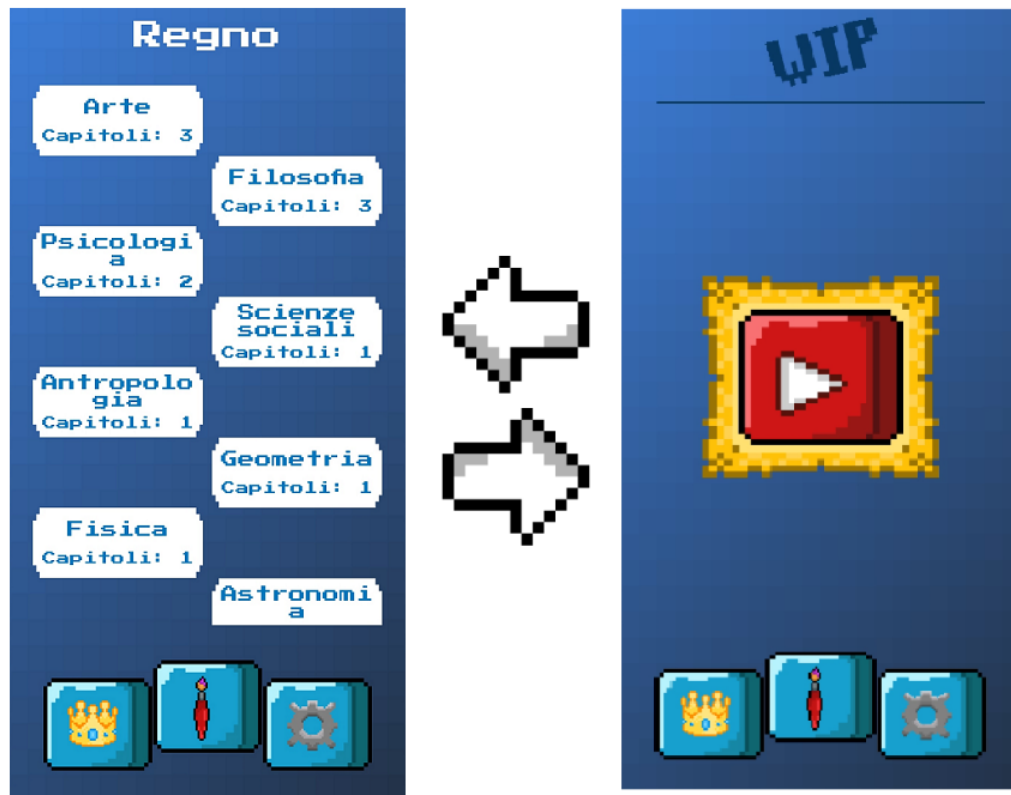 Regno
Arte
Capitoli: 3
Filosofia
Capitoli: 3
Psicologi
a
Capitoli: 2
Scienze
sociali
Capitoli: 1
Antropolo
gia
Capitoli: 1
Geometria
Capitoli: 1
Fisica
Capitoli: 1
Astronomi
a
WIP